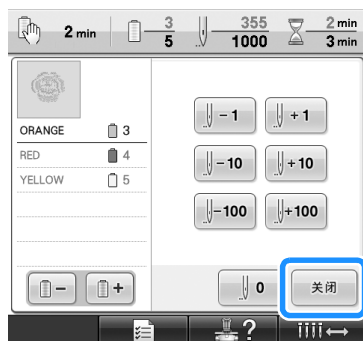 2 min 3 355 2 min
5 1000 3 min
ORANGE 3
RED 4
YELLOW 5
-1 +1
-10 +10
-100 +100
- + 0 关闭
?